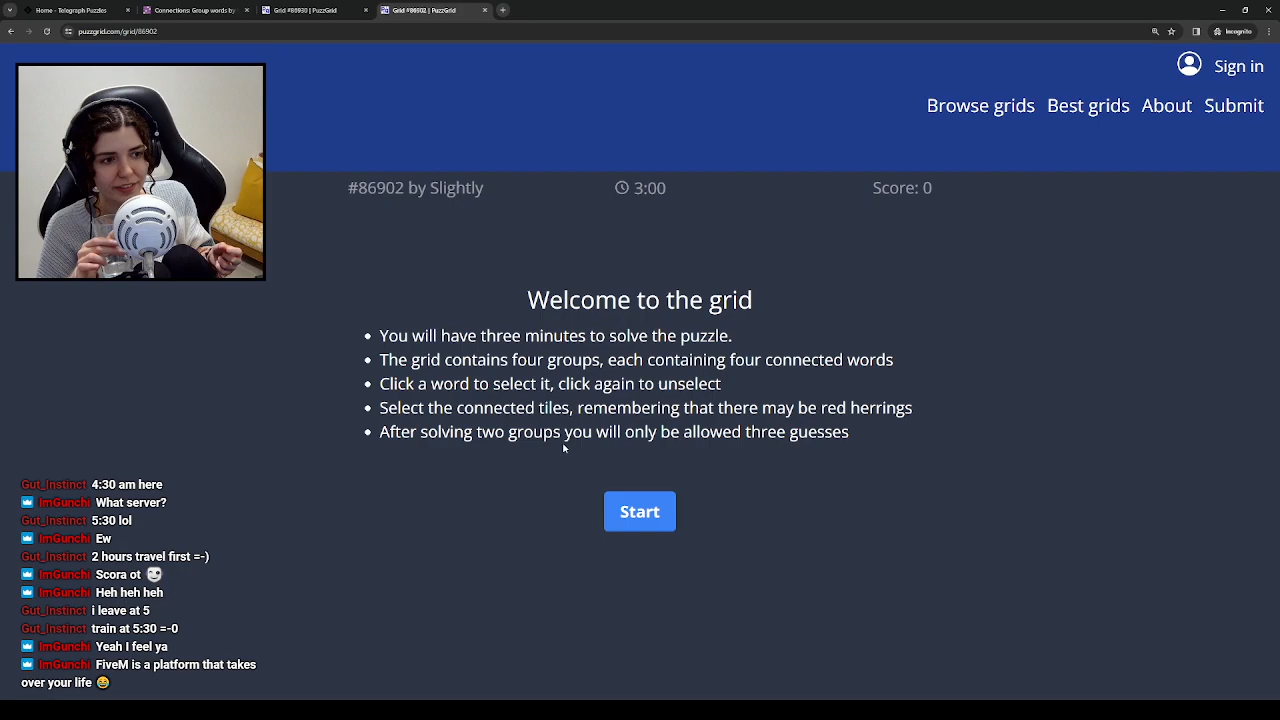 Home - Telegraph Puzzles
Connections: Group words by
Grid #86930 | PuzzGrid
Grid #86902 | PuzzGrid
puzzgrid.com/grid/86902
Incognito
Sign in
Browse grids
Best grids
About
Submit
#86902 by Slightly
3:00
Score: 0
Welcome to the grid
• You will have three minutes to solve the puzzle.
• The grid contains four groups, each containing four connected words
• Click a word to select it, click again to unselect
• Select the connected tiles, remembering that there may be red herrings
• After solving two groups you will only be allowed three guesses
Start
Gut_Instinct 4:30 am here
ImGunchi What server?
Gut_Instinct 5:30 lol
ImGunchi Ew
Gut_Instinct 2 hours travel first =-)
ImGunchi Scora ot
ImGunchi Heh heh heh
Gut_Instinct i leave at 5
Gut_Instinct train at 5:30 =-0
ImGunchi Yeah I feel ya
ImGunchi FiveM is a platform that takes
over your life 😂